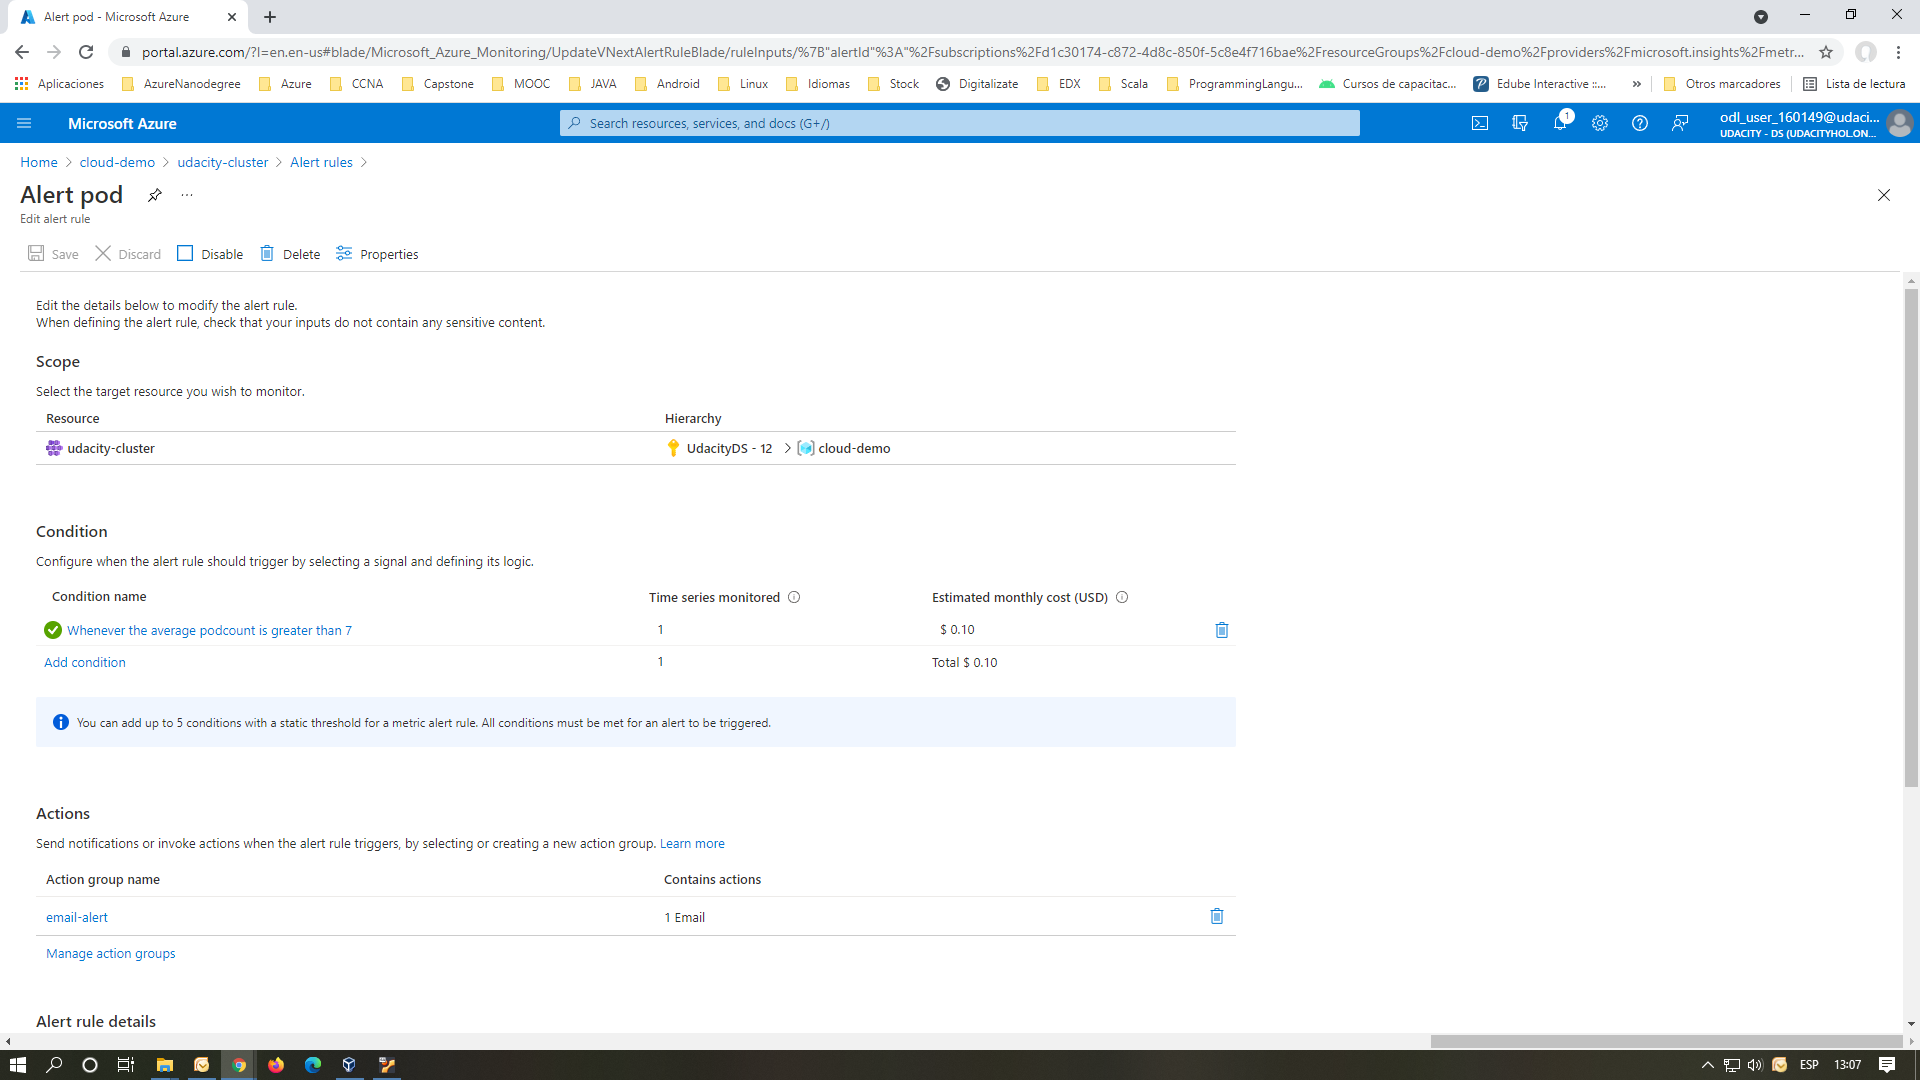 Alert pod - Microsoft Azure
portal.azure.com/?l=en.en-us#blade/Microsoft_Azure_Monitoring/UpdateVNextAlertRuleBlade/ruleInputs/%7B"alertId"%3A"%2Fsubscriptions%2Fd1c30174-c872-4d8c-850f-5c8e4f716bae%2FresourceGroups%2Fcloud-demo%2Fproviders%2Fmicrosoft.insights%2Fmetr...
Aplicaciones AzureNanodegree Azure CCNA Capstone MOOC JAVA Android Linux Idiomas Stock Digitalizate EDX Scala ProgrammingLangu... Cursos de capacitac... Edube Interactive ::... » Otros marcadores Lista de lectura
Microsoft Azure
Search resources, services, and docs (G+/)
1
odl_user_160149@udaci...
UDACITY - DS (UDACITYHOL.ON...
Home > cloud-demo > udacity-cluster > Alert rules >
Alert pod ...
Edit alert rule
Save Discard Disable Delete Properties
Edit the details below to modify the alert rule.
When defining the alert rule, check that your inputs do not contain any sensitive content.
Scope
Select the target resource you wish to monitor.
Resource Hierarchy
udacity-cluster UdacityDS - 12 > cloud-demo
Condition
Configure when the alert rule should trigger by selecting a signal and defining its logic.
Condition name Time series monitored Estimated monthly cost (USD)
Whenever the average podcount is greater than 7 1 $ 0.10
Add condition 1 Total $ 0.10
You can add up to 5 conditions with a static threshold for a metric alert rule. All conditions must be met for an alert to be triggered.
Actions
Send notifications or invoke actions when the alert rule triggers, by selecting or creating a new action group. Learn more
Action group name Contains actions
email-alert 1 Email
Manage action groups
Alert rule details
ESP 13:07